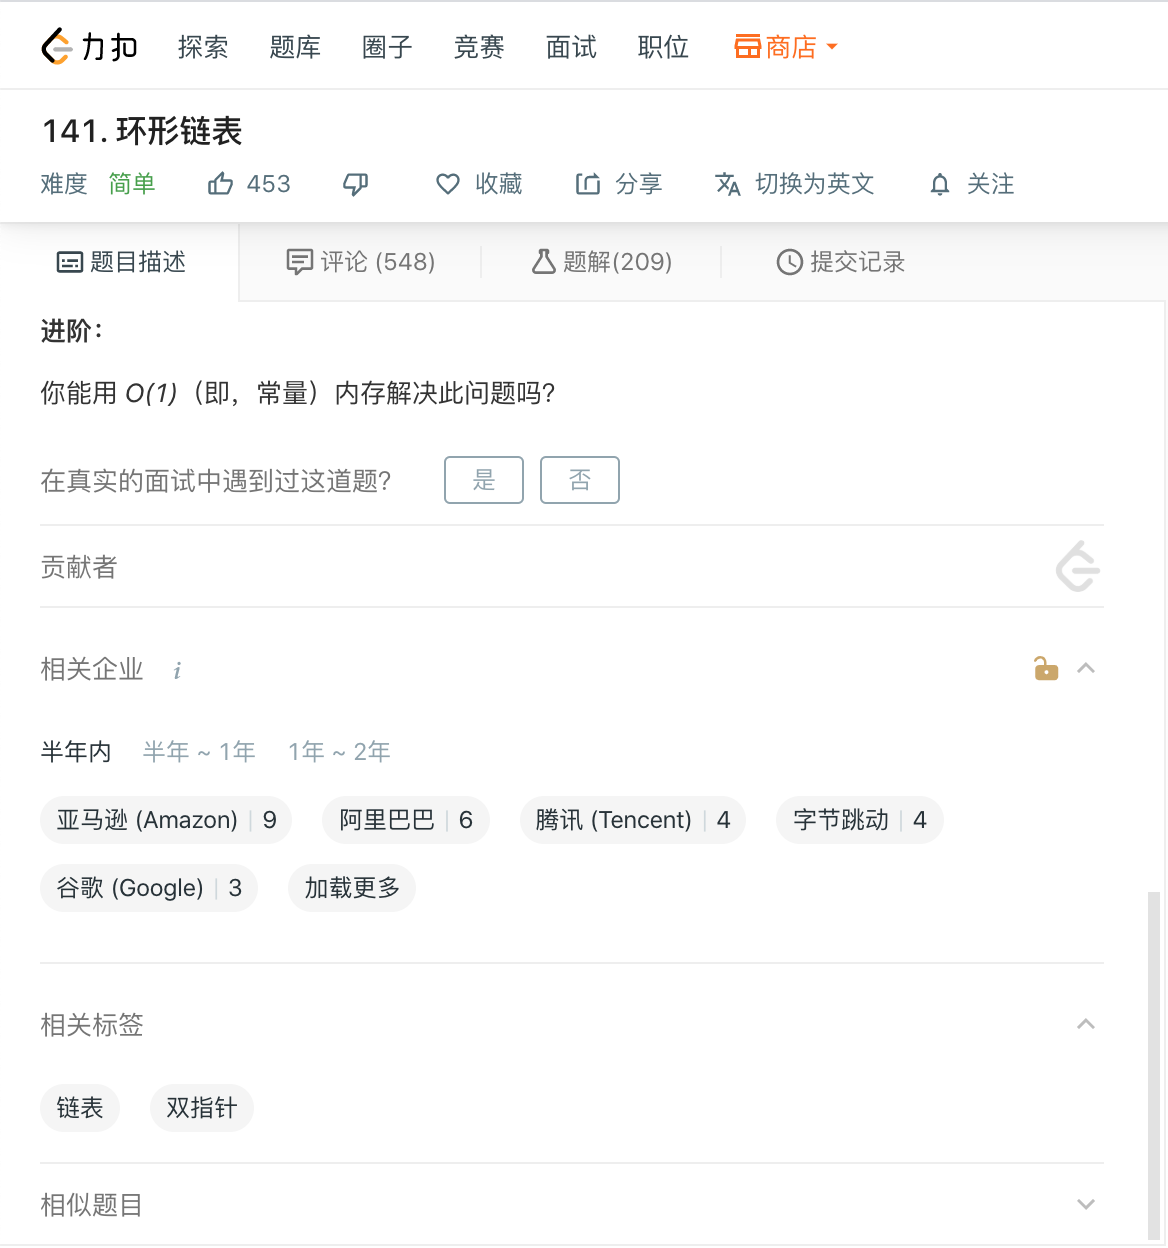 力扣 探索 题库 圈子 竞赛 面试 职位 商店
141. 环形链表
难度 简单 453 收藏 分享 切换为英文 关注
题目描述 评论 (548) 题解(209) 提交记录
进阶：
你能用 O(1)（即，常量）内存解决此问题吗？
在真实的面试中遇到过这道题？ 是 否
贡献者
相关企业 i
半年内 半年 ~ 1年 1年 ~ 2年
亚马逊 (Amazon) | 9 阿里巴巴 | 6 腾讯 (Tencent) | 4 字节跳动 | 4
谷歌 (Google) | 3 加载更多
相关标签
链表 双指针
相似题目